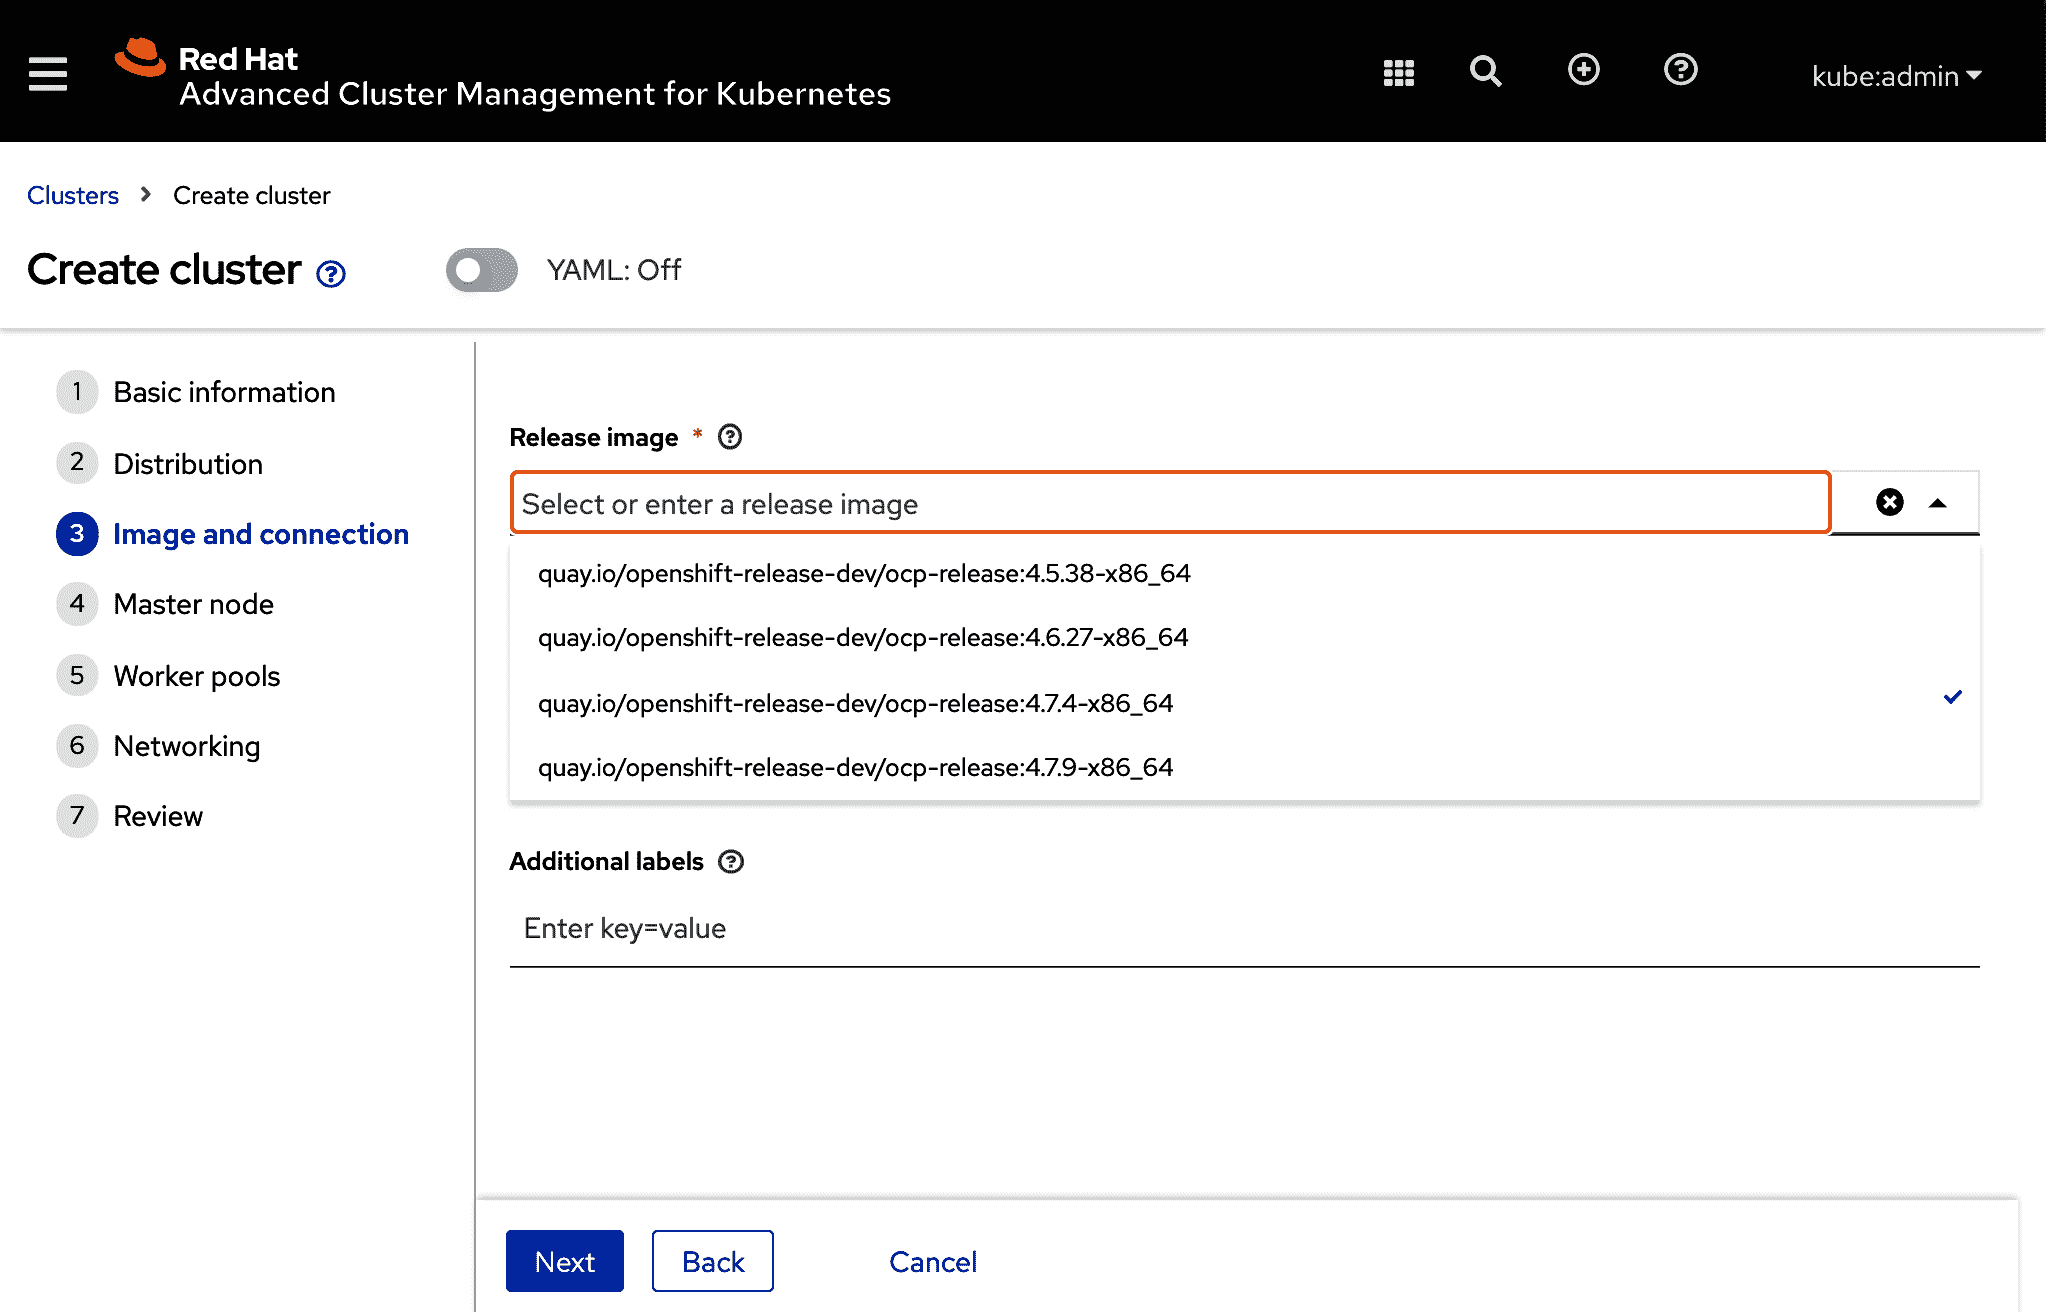 Red Hat
Advanced Cluster Management for Kubernetes
kube:admin
Clusters > Create cluster
Create cluster
YAML: Off
1 Basic information
2 Distribution
3 Image and connection
4 Master node
5 Worker pools
6 Networking
7 Review
Release image *
Select or enter a release image
quay.io/openshift-release-dev/ocp-release:4.5.38-x86_64
quay.io/openshift-release-dev/ocp-release:4.6.27-x86_64
quay.io/openshift-release-dev/ocp-release:4.7.4-x86_64
quay.io/openshift-release-dev/ocp-release:4.7.9-x86_64
Additional labels
Enter key=value
Next Back Cancel